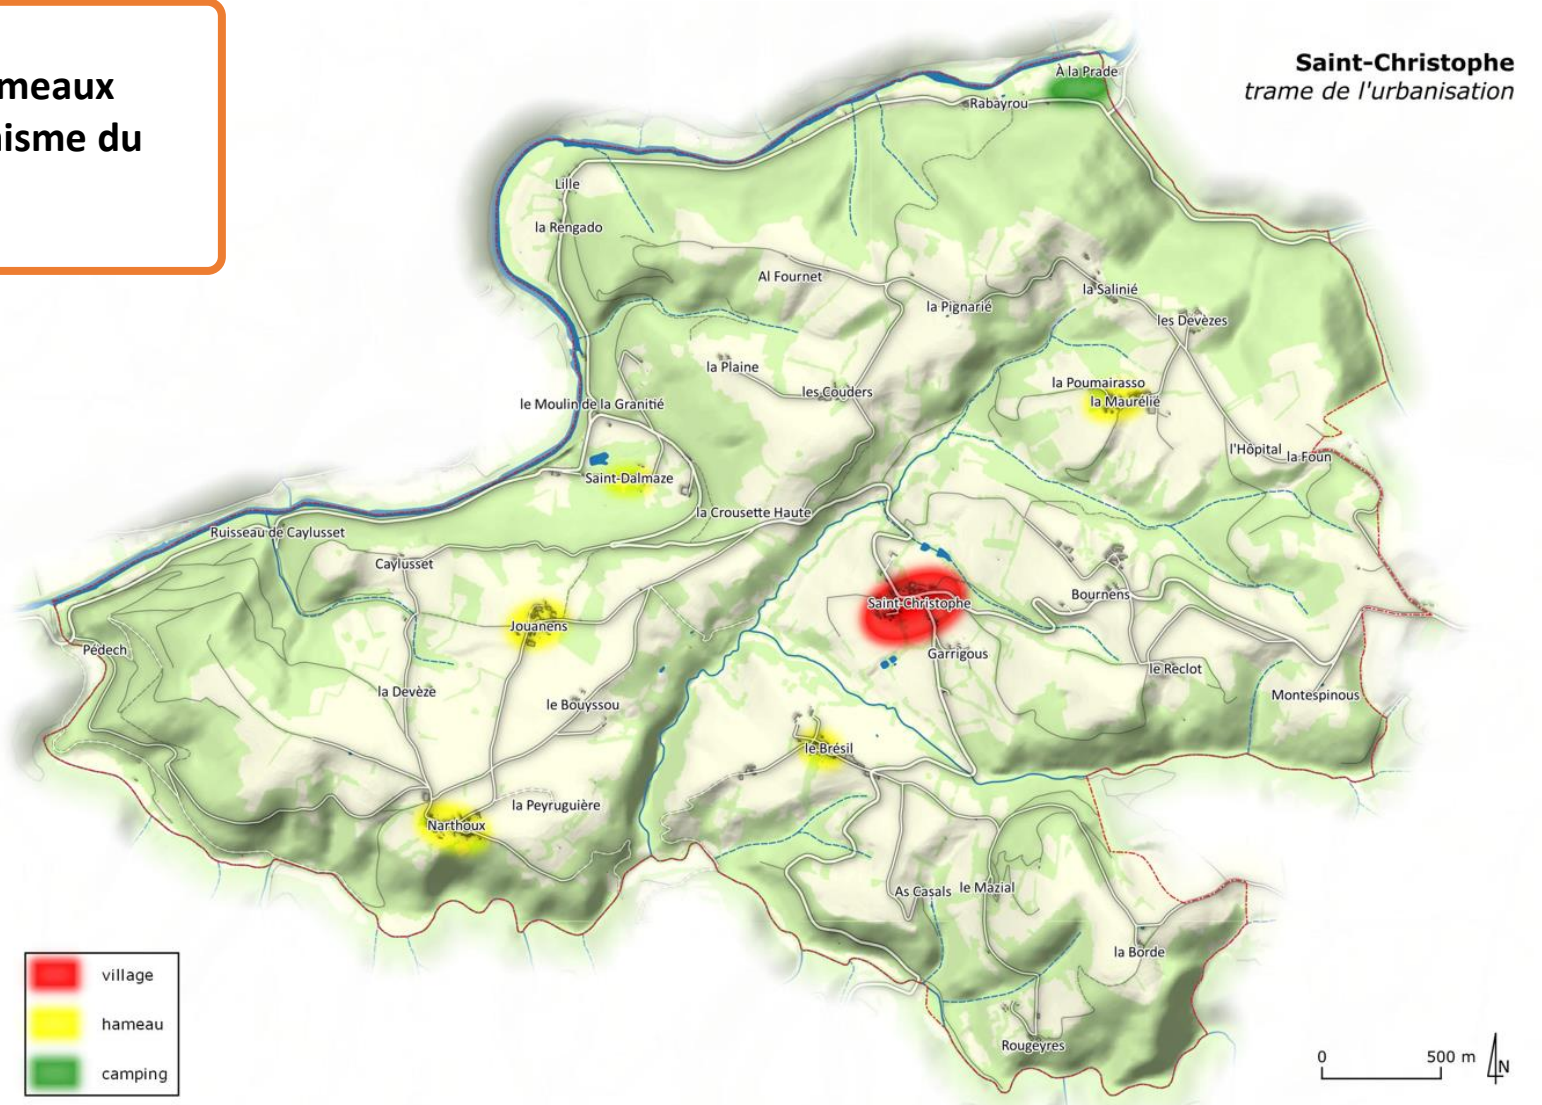 meaux
isme du
Saint-Christophe
trame de l'urbanisation
À la Prade
Rabayrou
Lille
la Rengado
Al Fournet
la Pignarié
la Salinié
les Devèzes
la Plaine
les Couders
la Poumairasso
la Maurélié
le Moulin de la Granitié
l'Hôpital
la Foun
Saint-Dalmaze
la Crousette Haute
Ruisseau de Caylusset
Caylusset
Jouanens
Saint-Christophe
Bournens
Garrigous
Pédech
le Reclot
la Devèze
le Bouyssou
Montespinous
le Brésil
la Peyruguière
Narthoux
As Casals
le Mazial
la Borde
Rougeyres
village
hameau
camping
0
500 m
N